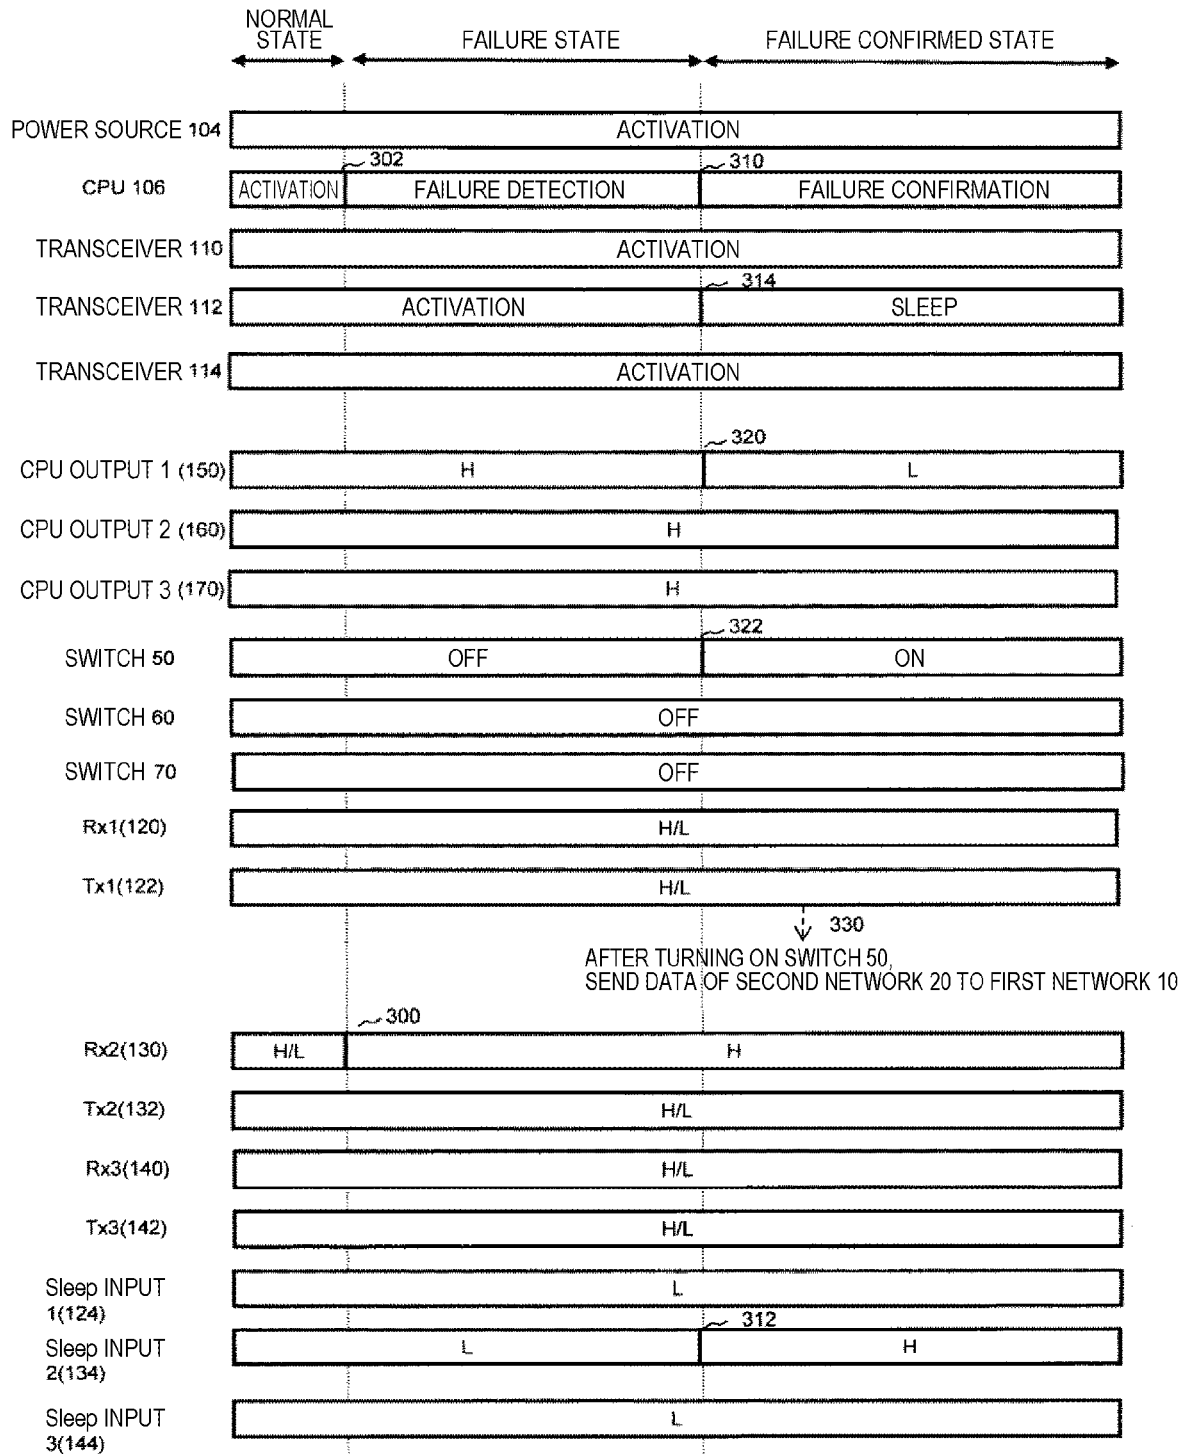 NORMAL
STATE
FAILURE STATE
FAILURE CONFIRMED STATE
POWER SOURCE 104
ACTIVATION
302
310
CPU 106
ACTIVATION
FAILURE DETECTION
FAILURE CONFIRMATION
TRANSCEIVER 110
ACTIVATION
314
TRANSCEIVER 112
ACTIVATION
SLEEP
TRANSCEIVER 114
ACTIVATION
320
CPU OUTPUT 1 (150)
H
L
CPU OUTPUT 2 (160)
H
CPU OUTPUT 3 (170)
H
322
SWITCH 50
OFF
ON
SWITCH 60
OFF
SWITCH 70
OFF
Rx1(120)
H/L
Tx1(122)
H/L
330
AFTER TURNING ON SWITCH 50,
SEND DATA OF SECOND NETWORK 20 TO FIRST NETWORK 10
300
Rx2(130)
H/L
H
Tx2(132)
H/L
Rx3(140)
H/L
Tx3(142)
H/L
Sleep INPUT
1(124)
L
312
Sleep INPUT
2(134)
L
H
Sleep INPUT
3(144)
L